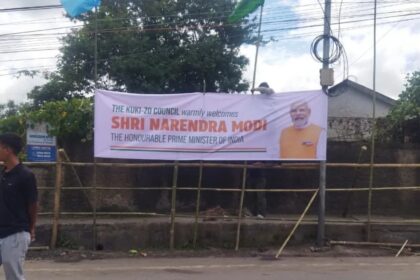 THE KUKI-ZO COUNCIL warmly welcomes
SHRI NARENDRA MODI
THE HONOURABLE PRIME MINISTER OF INDIA